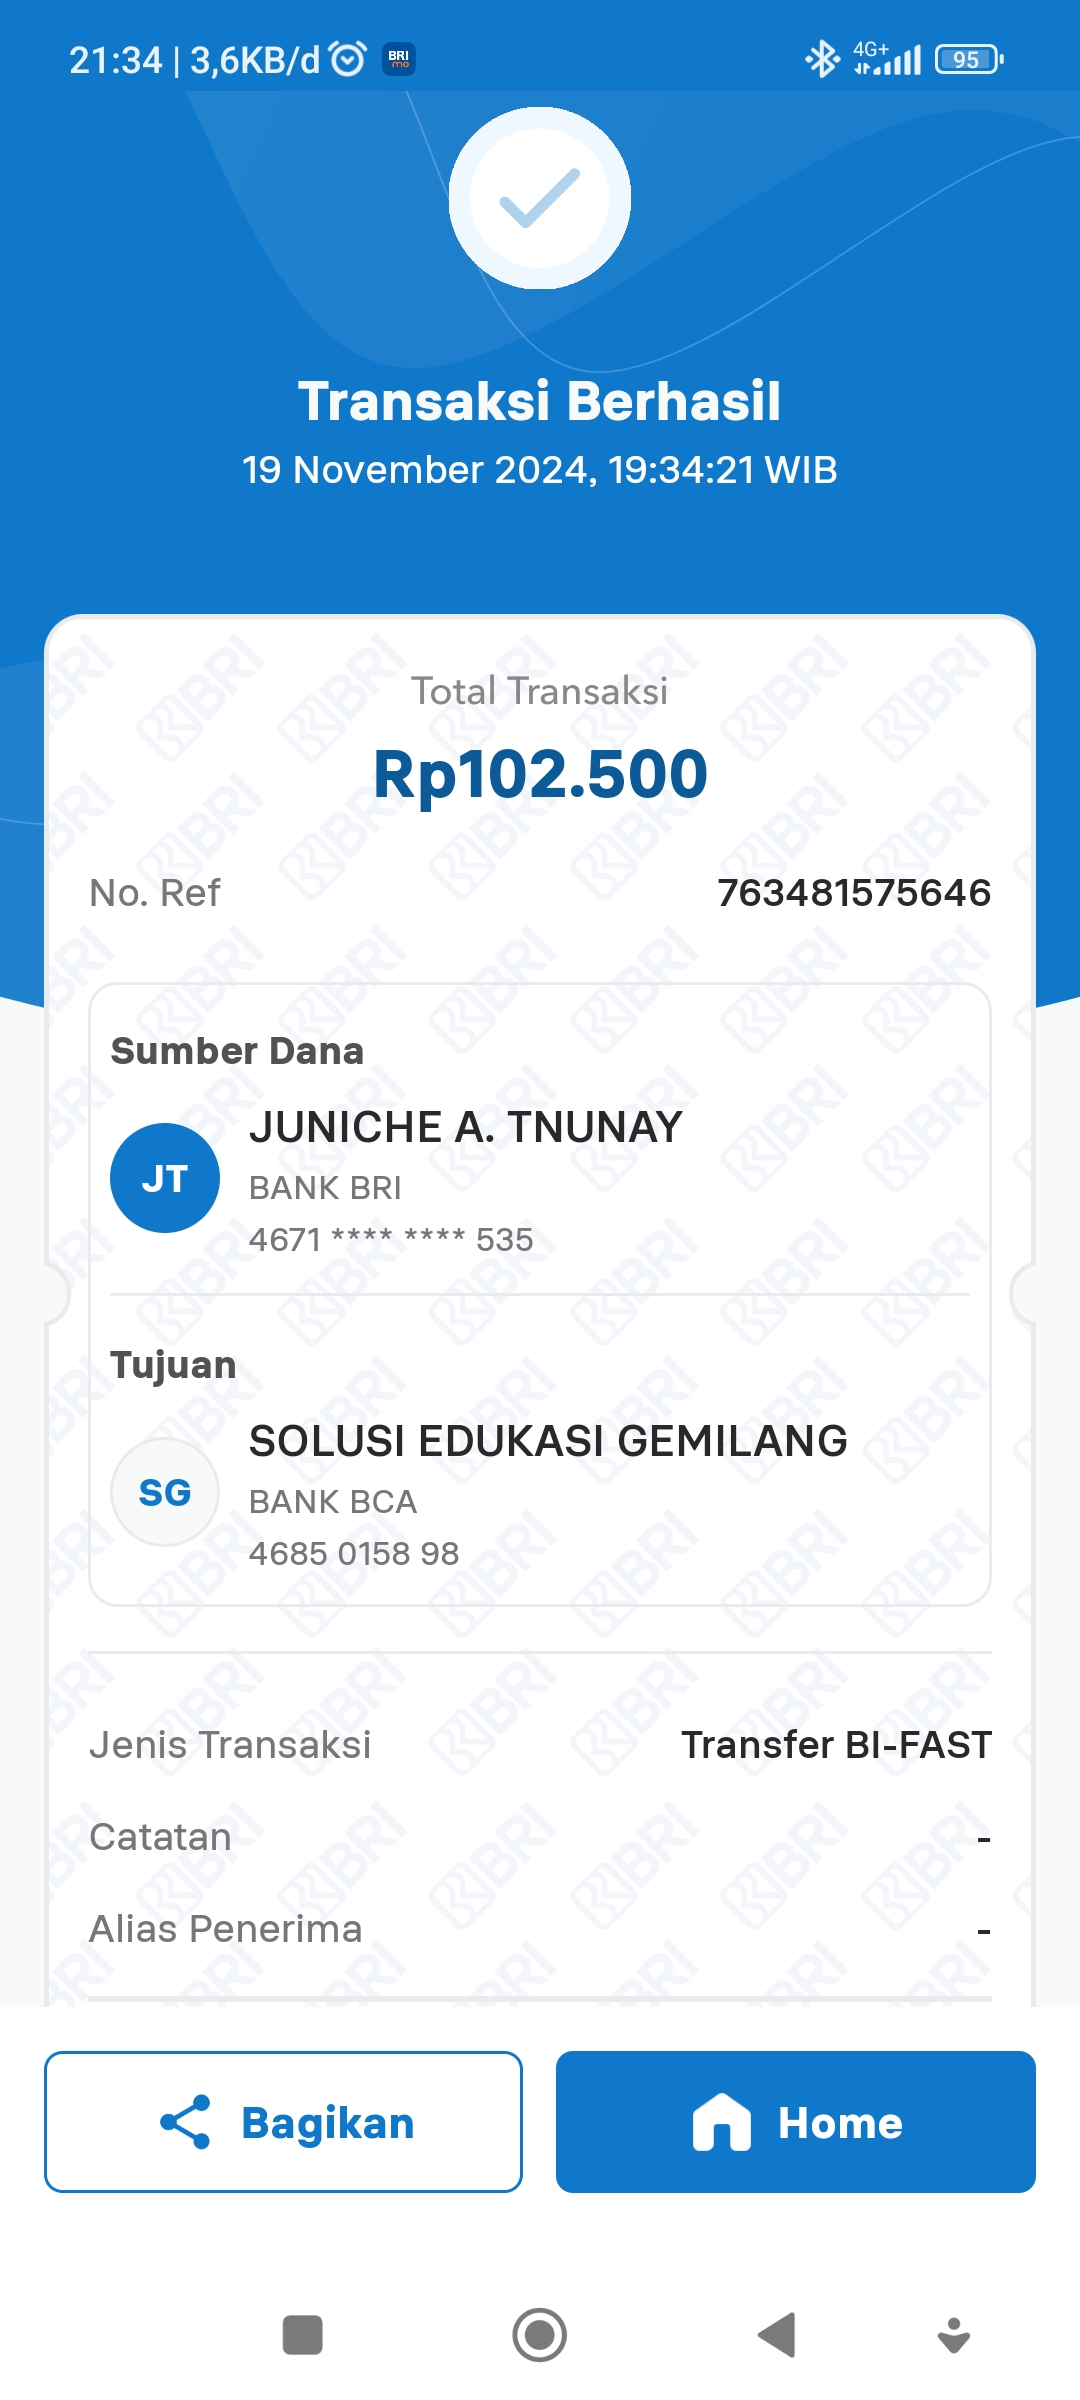 21:34 | 3,6KB/d BRI mo 4G+ 95
Transaksi Berhasil
19 November 2024, 19:34:21 WIB
Total Transaksi
Rp102.500
No. Ref 763481575646
Sumber Dana
JT
JUNICHE A. TNUNAY
BANK BRI
4671 **** **** 535
Tujuan
SG
SOLUSI EDUKASI GEMILANG
BANK BCA
4685 0158 98
Jenis Transaksi Transfer BI-FAST
Catatan -
Alias Penerima -
Bagikan Home